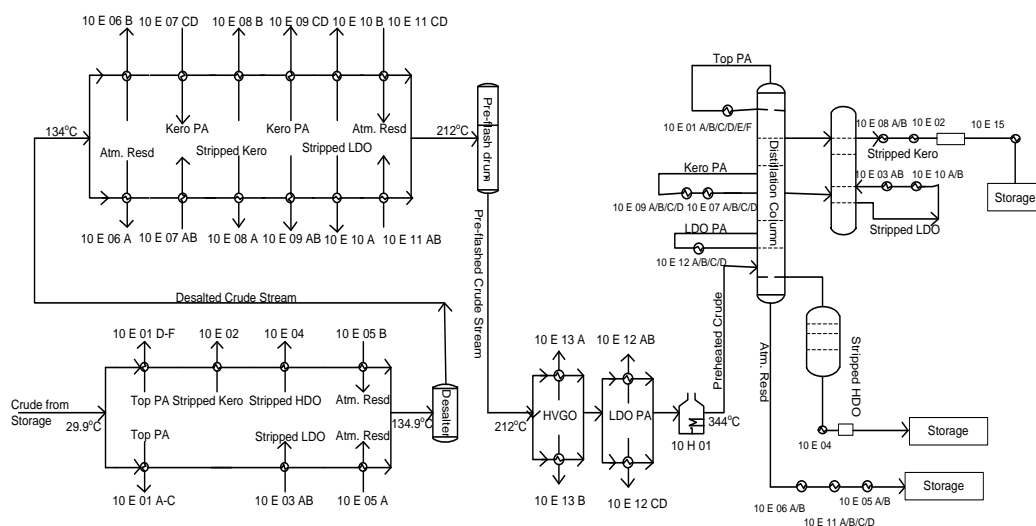 10 E 06 B
10 E 07 CD
10 E 08 B
10 E 09 CD
10 E 10 B
10 E 11 CD
134°C
Kero PA
Kero PA
Atm. Resd
Atm. Resd
Stripped Kero
Stripped LDO
212°C
10 E 06 A
10 E 07 AB
10 E 08 A
10 E 09 AB
10 E 10 A
10 E 11 AB
Pre-flash drum
Pre-flashed Crude Stream
Desalted Crude Stream
10 E 01 D-F
10 E 02
10 E 04
10 E 05 B
Crude from
Storage
29.9°C
Top PA
Stripped Kero
Stripped HDO
Atm. Resd
Top PA
Stripped LDO
Atm. Resd
134.9°C
Desalter
10 E 01 A-C
10 E 03 AB
10 E 05 A
10 E 13 A
10 E 12 AB
HVGO
LDO PA
212°C
10 E 13 B
10 E 12 CD
10 H 01
344°C
Preheated Crude
Top PA
10 E 01 A/B/C/D/E/F
Distillation Column
Kero PA
10 E 09 A/B/C/D
10 E 07 A/B/C/D
LDO PA
10 E 12 A/B/C/D
10 E 08 A/B
10 E 02
10 E 15
Stripped Kero
10 E 03 AB
10 E 10 A/B
Stripped LDO
Storage
Atm. Resd
Stripped HDO
10 E 04
Storage
10 E 06 A/B
10 E 11 A/B/C/D
10 E 05 A/B
Storage